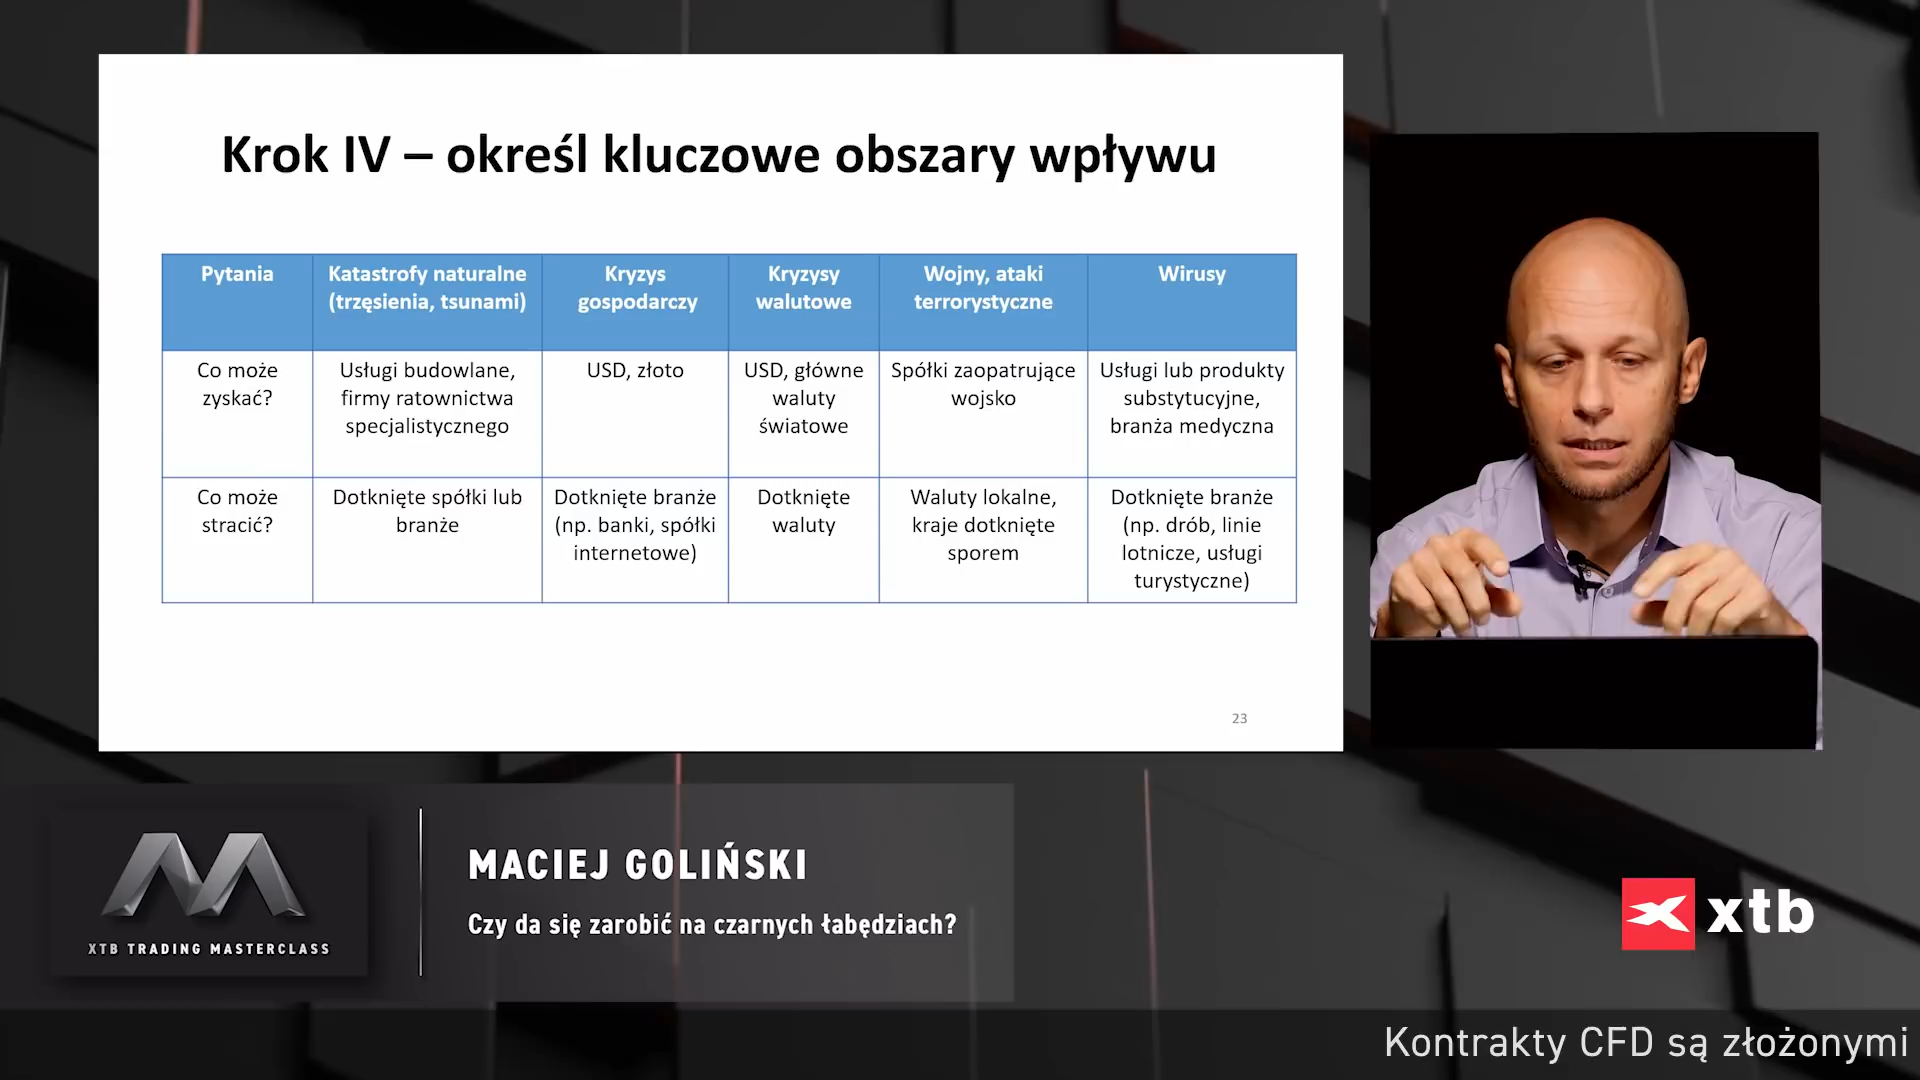 Krok IV – określ kluczowe obszary wpływu
Pytania
Katastrofy naturalne
(trzęsienia, tsunami)
Kryzys
gospodarczy
Kryzysy
walutowe
Wojny, ataki
terrorystyczne
Wirusy
Co może
zyskać?
Usługi budowlane,
firmy ratownictwa
specjalistycznego
USD, złoto
USD, główne
waluty
światowe
Spółki zaopatrujące
wojsko
Usługi lub produkty
substytucyjne,
branża medyczna
Co może
stracić?
Dotknięte spółki lub
branże
Dotknięte branże
(np. banki, spółki
internetowe)
Dotknięte
waluty
Waluty lokalne,
kraje dotknięte
sporem
Dotknięte branże
(np. drób, linie
lotnicze, usługi
turystyczne)
23
XTB TRADING MASTERCLASS
MACIEJ GOLIŃSKI
Czy da się zarobić na czarnych łabędziach?
xtb
Kontrakty CFD są złożonymi